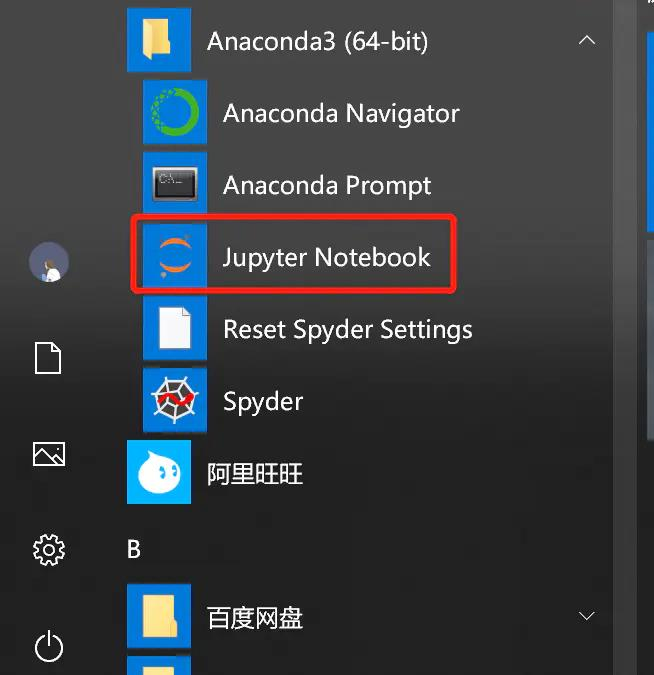 Anaconda3 (64-bit)
Anaconda Navigator
Anaconda Prompt
Jupyter Notebook
Reset Spyder Settings
Spyder
阿里旺旺
B
百度网盘